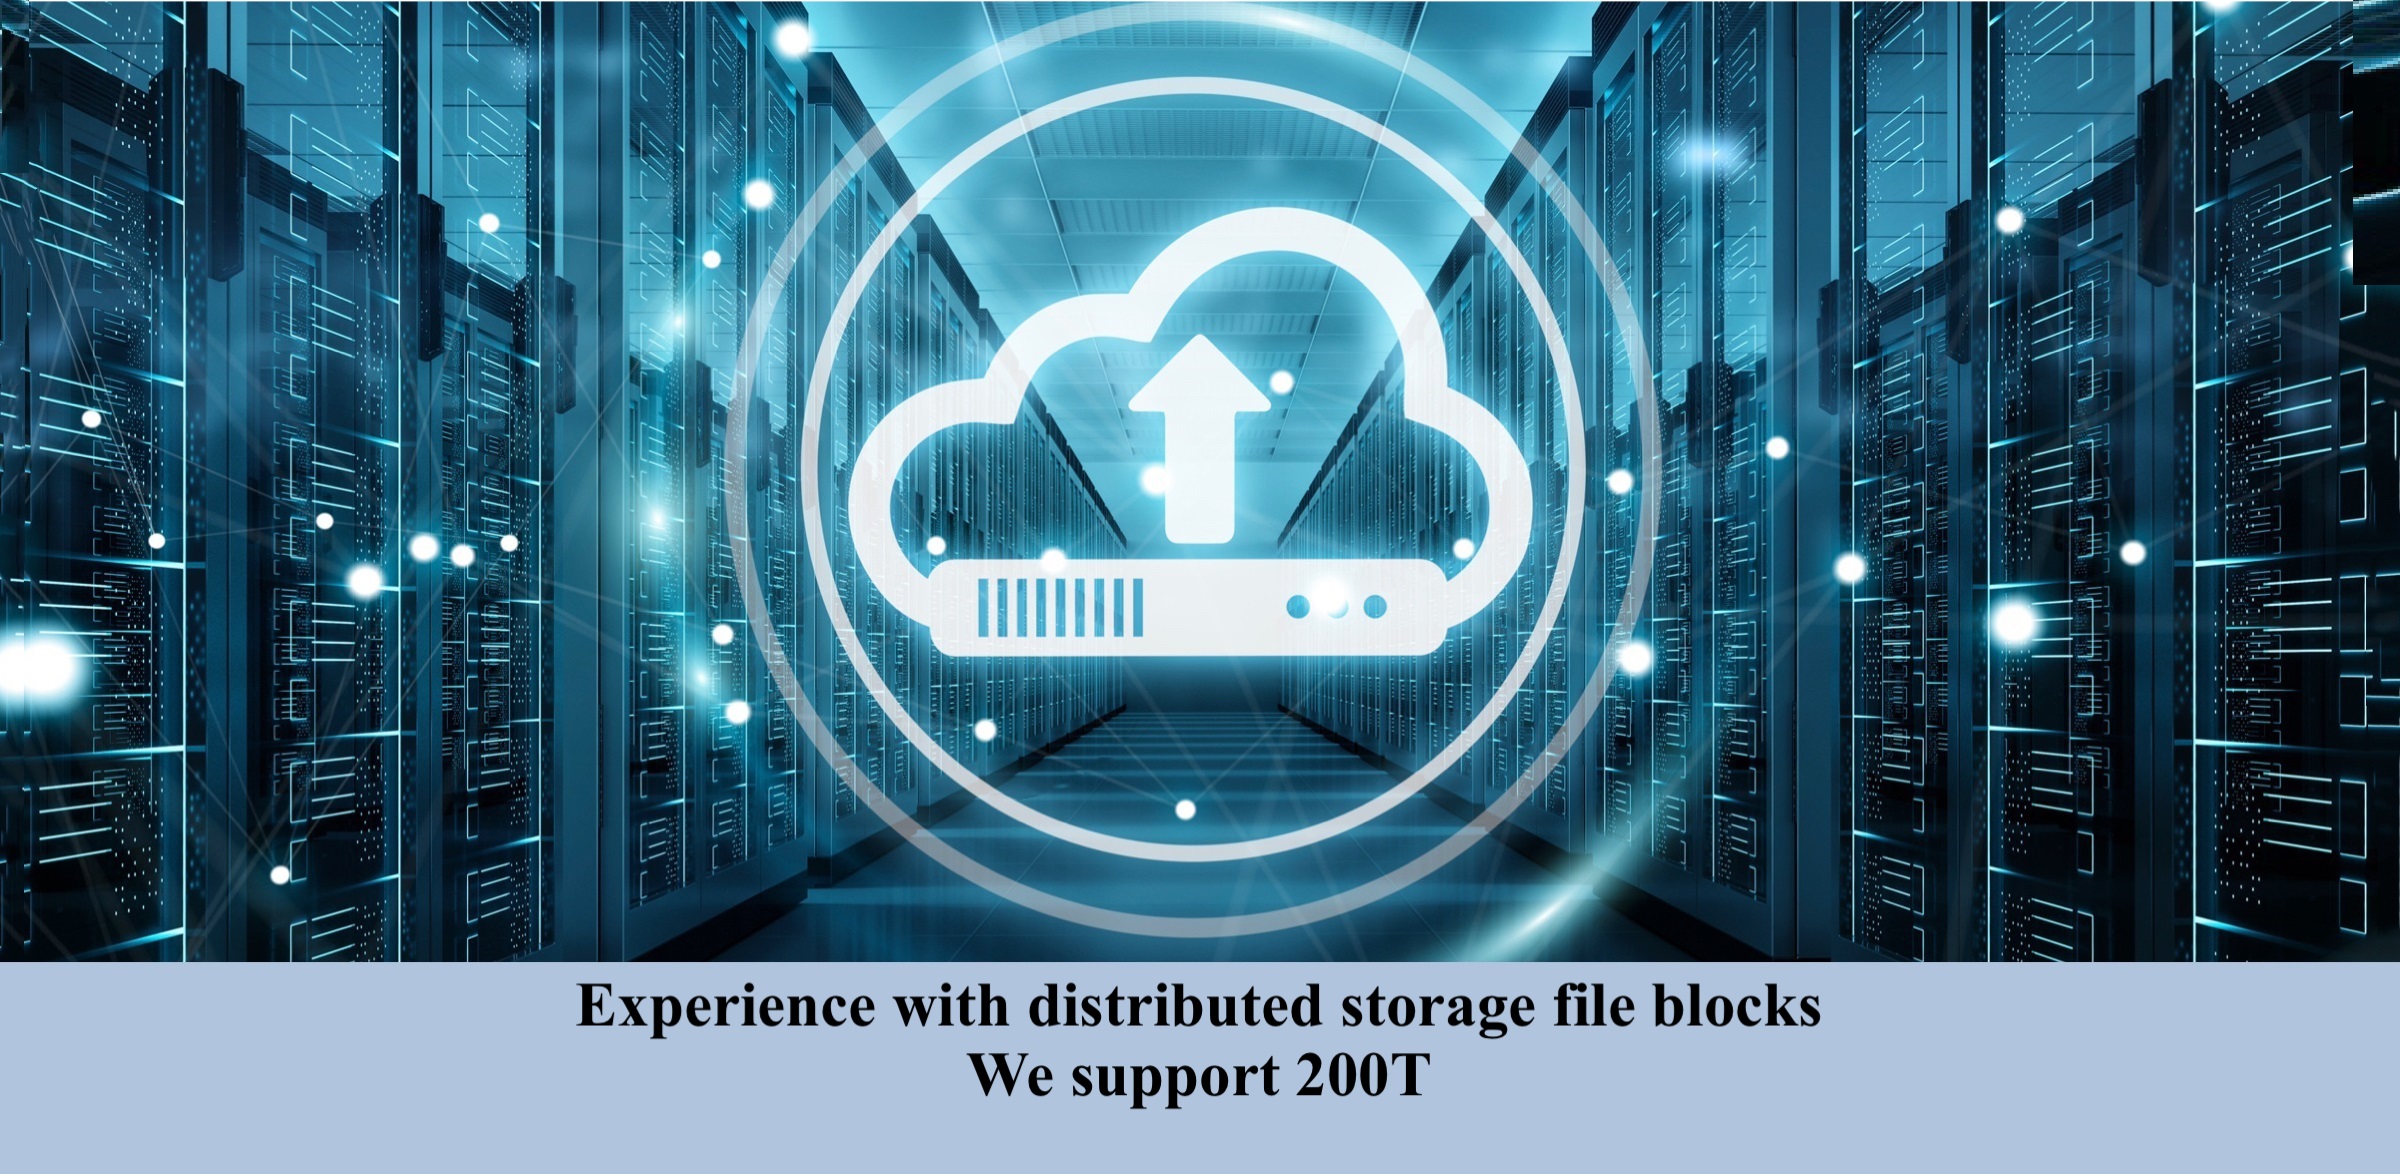 Experience with distributed storage file blocks
We support 200T